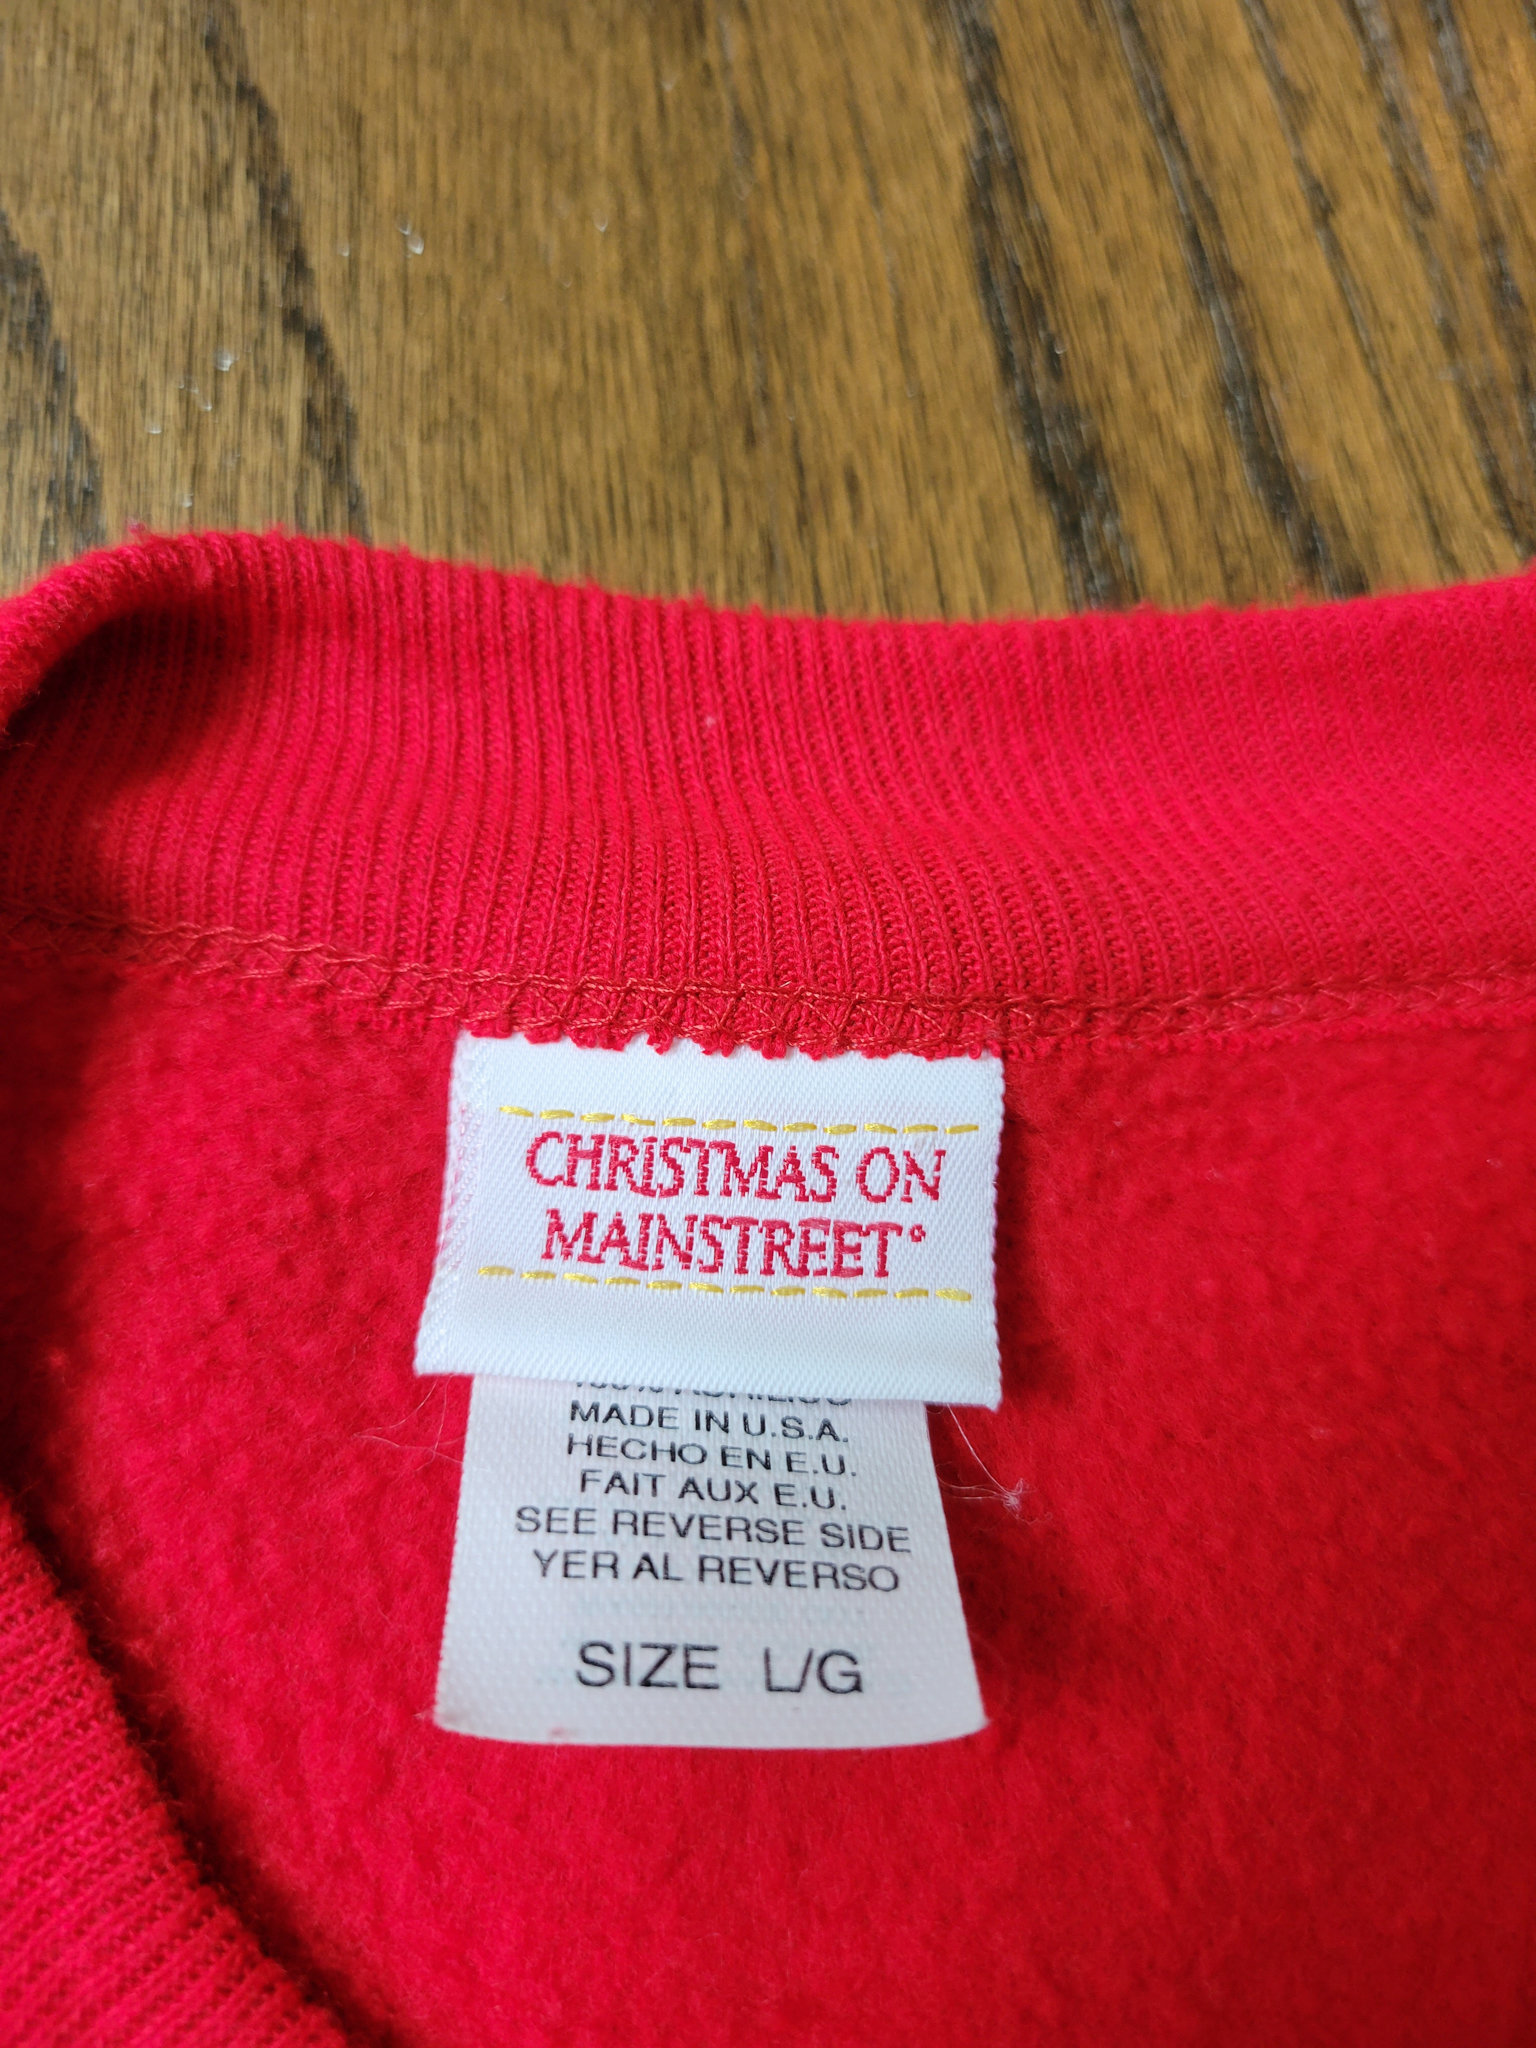 CHRISTMAS ON
MAINSTREET®
MADE IN U.S.A.
HECHO EN E.U.
FAIT AUX E.U.
SEE REVERSE SIDE
YER AL REVERSO
SIZE L/G